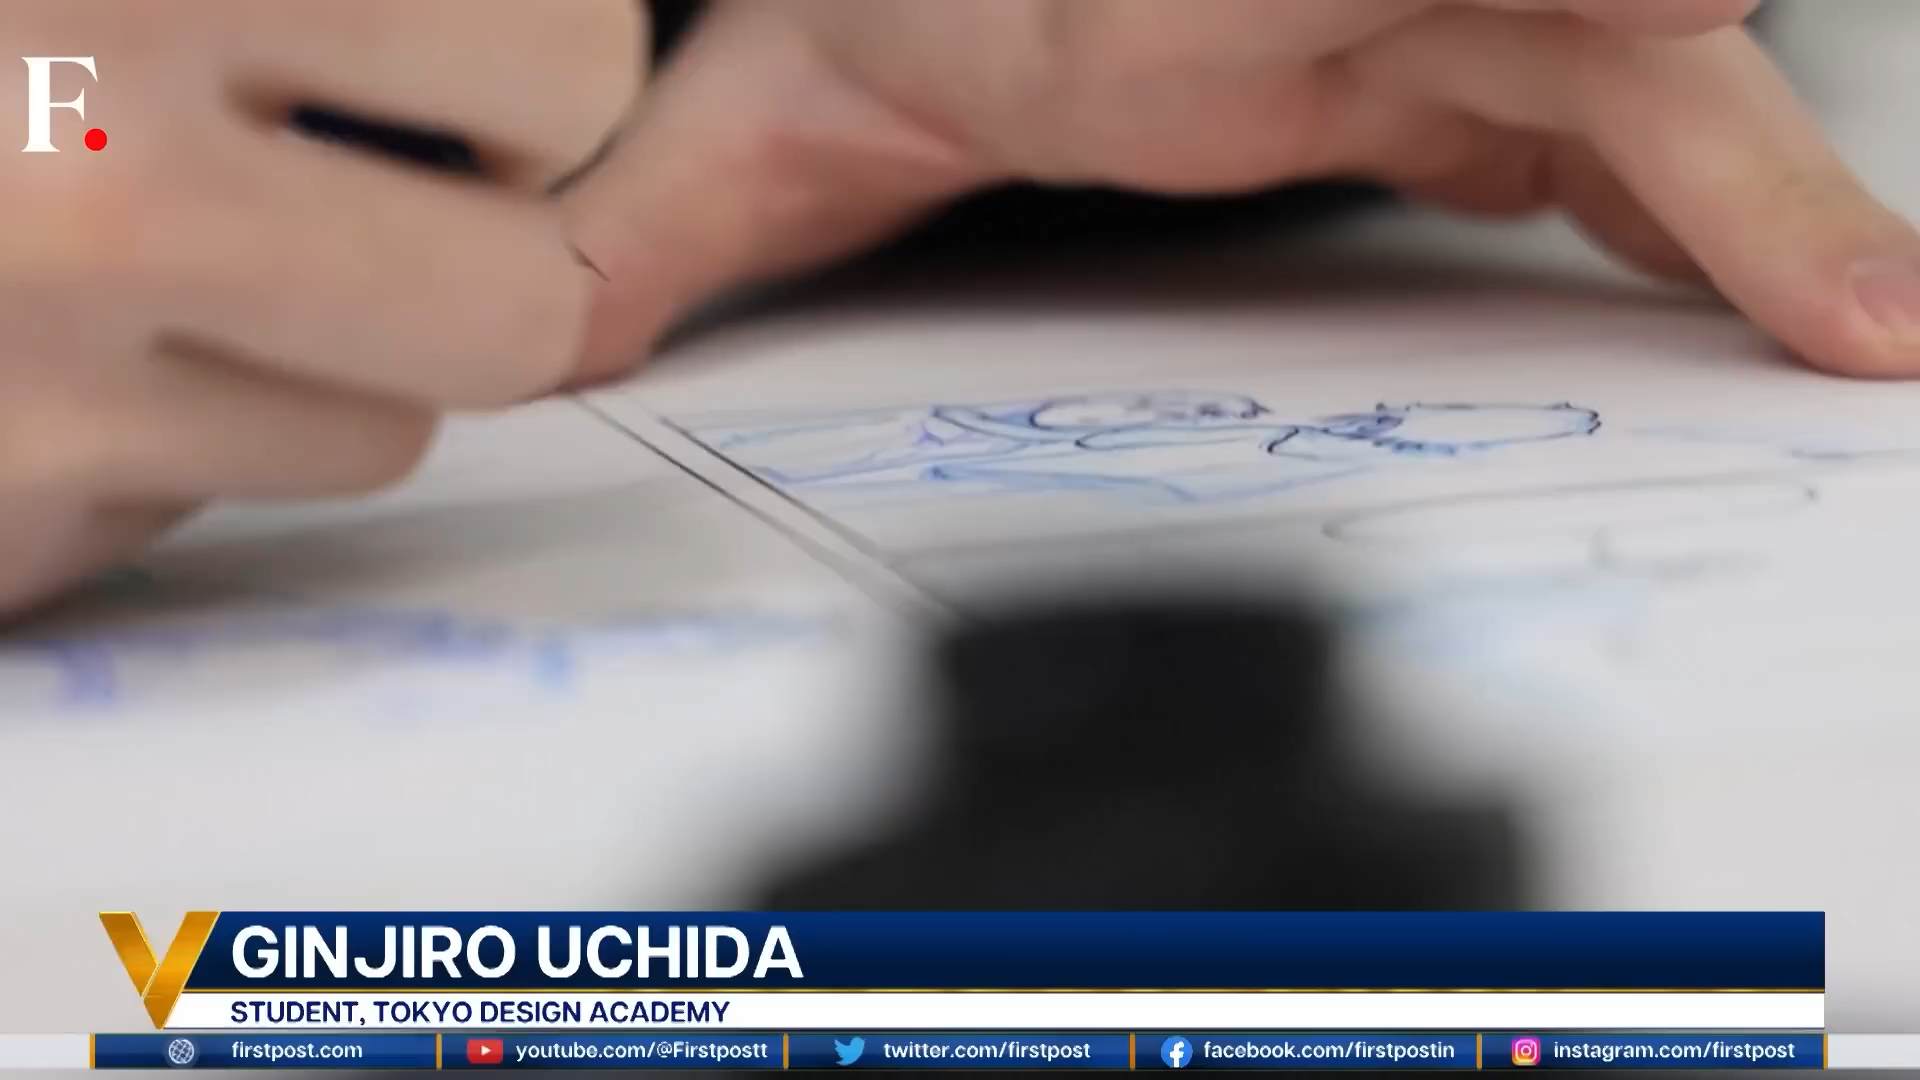 F.
GINJIRO UCHIDA
STUDENT, TOKYO DESIGN ACADEMY
firstpost.com
youtube.com/@Firstpostt
twitter.com/firstpost
facebook.com/firstpostin
instagram.com/firstpost